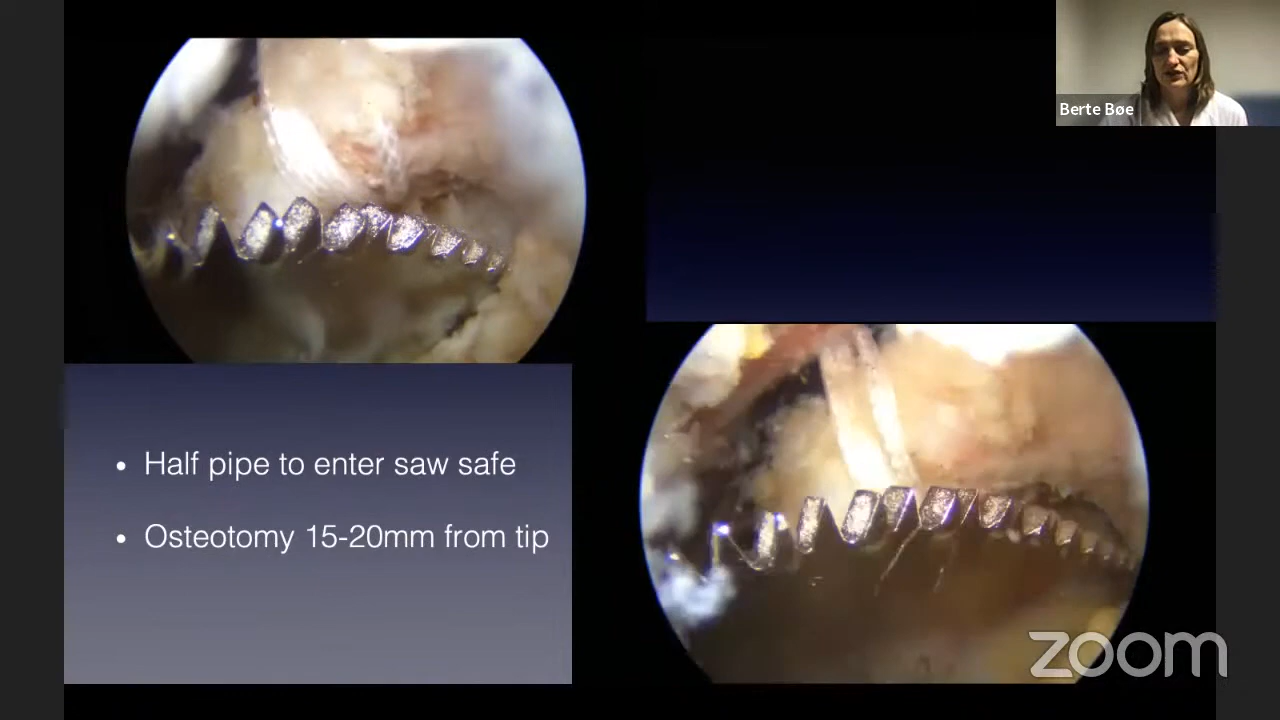 Berte Bøe
• Half pipe to enter saw safe
• Osteotomy 15-20mm from tip
zoom